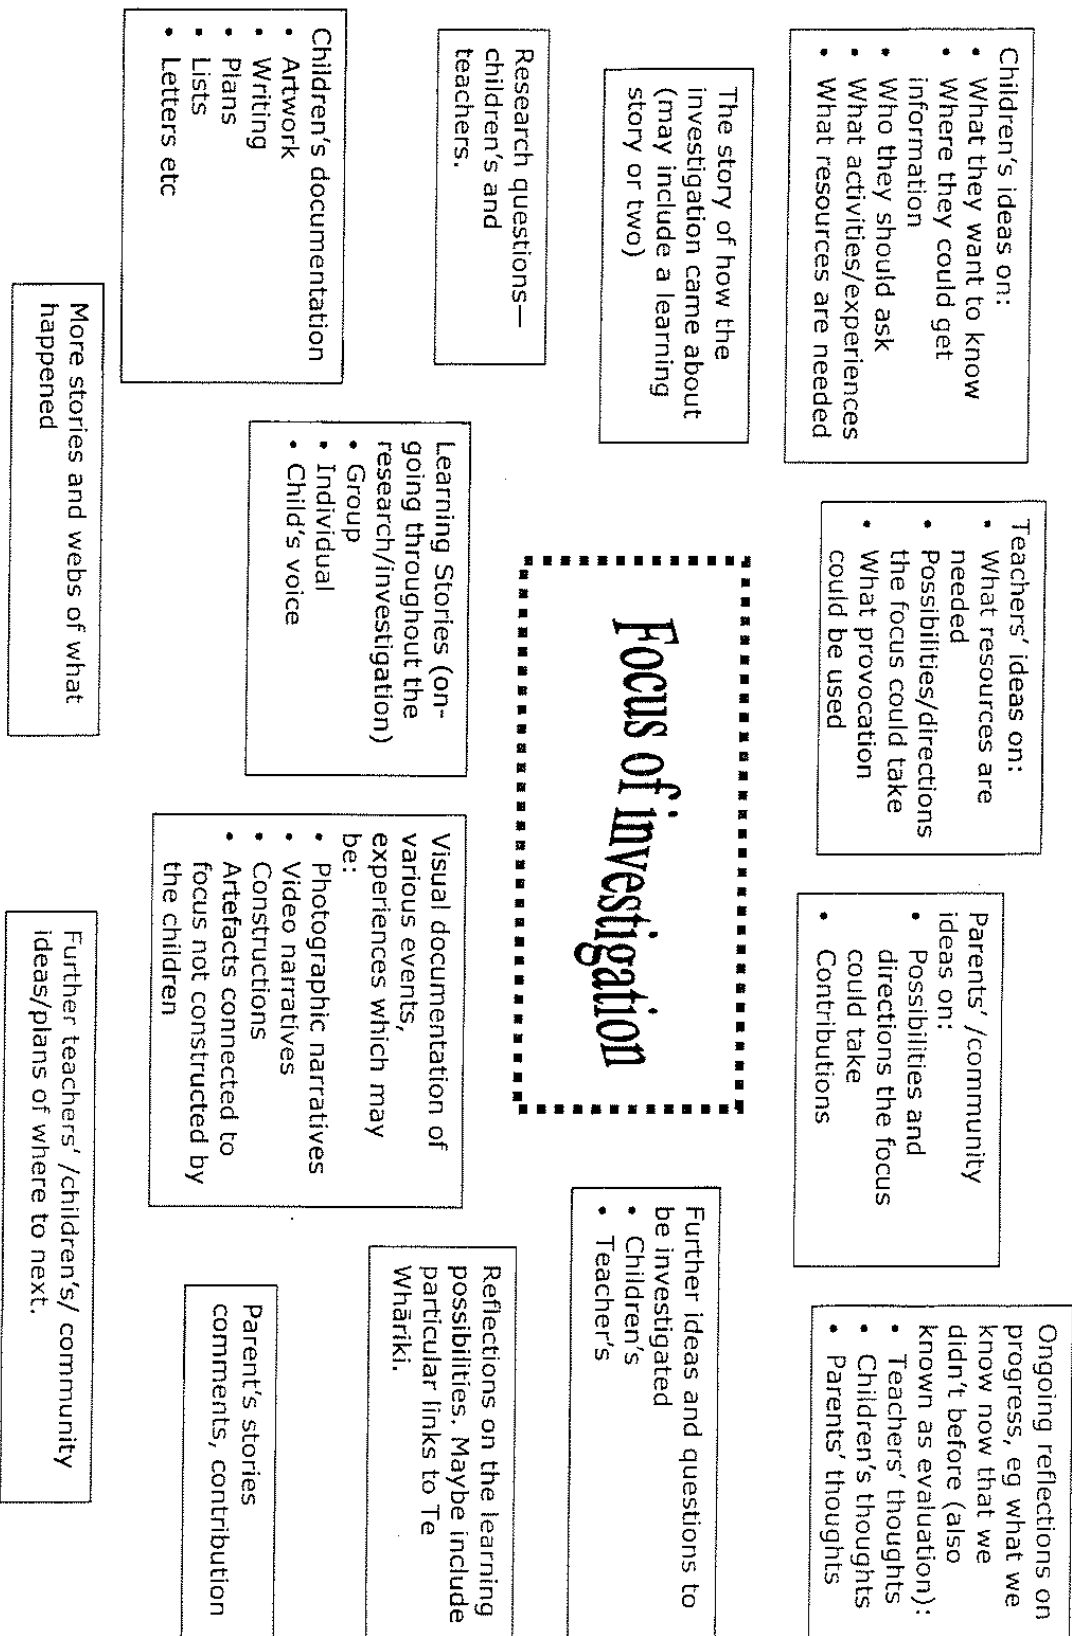 Children's ideas on:
• What they want to know
• Where they could get
information
• Who they should ask
• What activities/experiences
• What resources are needed
Teachers' ideas on:
• What resources are
needed
• Possibilities/directions
the focus could take
• What provocation
could be used
Parents' /community
ideas on:
• Possibilities and
directions the focus
could take
• Contributions
Ongoing reflections on
progress, eg what we
know now that we
didn't before (also
known as evaluation):
• Teachers' thoughts
• Children's thoughts
• Parents' thoughts
The story of how the
investigation came about
(may include a learning
story or two)
Focus of investigation
Further ideas and questions to
be investigated
• Children's
• Teacher's
Research questions—
children's and
teachers.
Learning Stories (on-
going throughout the
research/investigation)
• Group
• Individual
• Child's voice
Visual documentation of
various events,
experiences which may
be:
• Photographic narratives
• Video narratives
• Constructions
• Artefacts connected to
focus not constructed by
the children
Reflections on the learning
possibilities. Maybe include
particular links to Te
Whāriki.
Children's documentation
• Artwork
• Writing
• Plans
• Lists
• Letters etc
Parent's stories
comments, contribution
More stories and webs of what
happened
Further teachers' /children's/ community
ideas/plans of where to next.